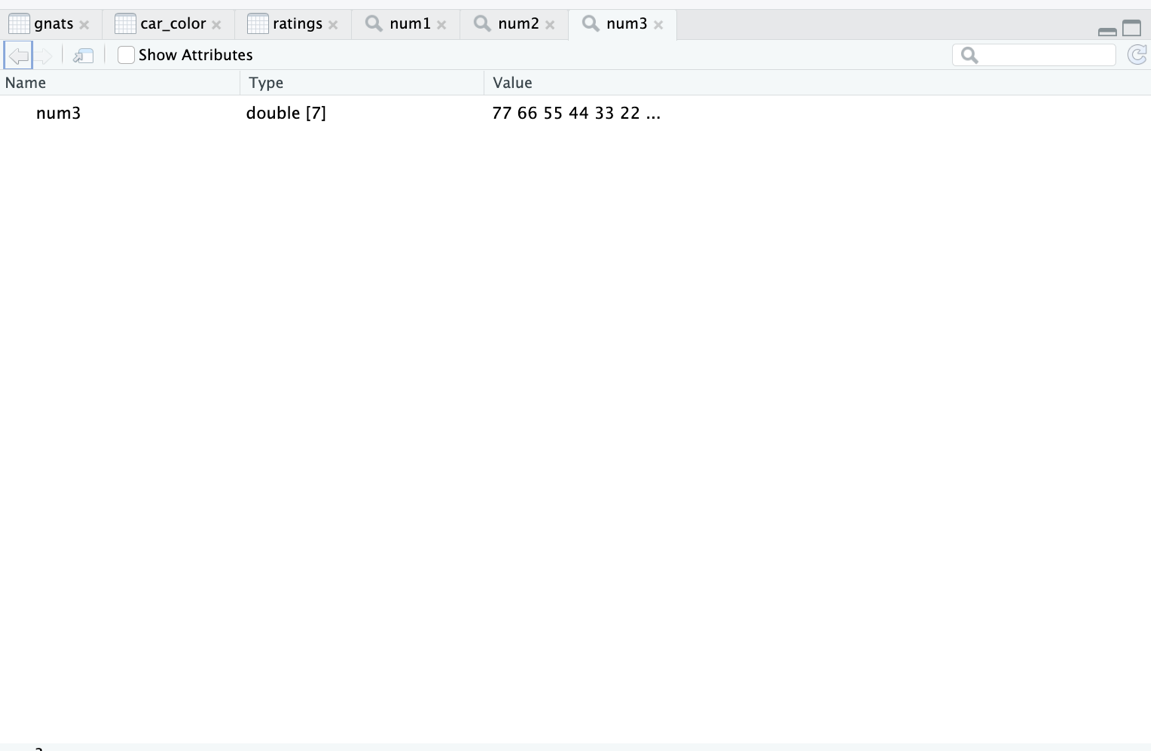 gnats car_color ratings num1 num2 num3
Show Attributes
Name Type Value
num3 double [7] 77 66 55 44 33 22 ...